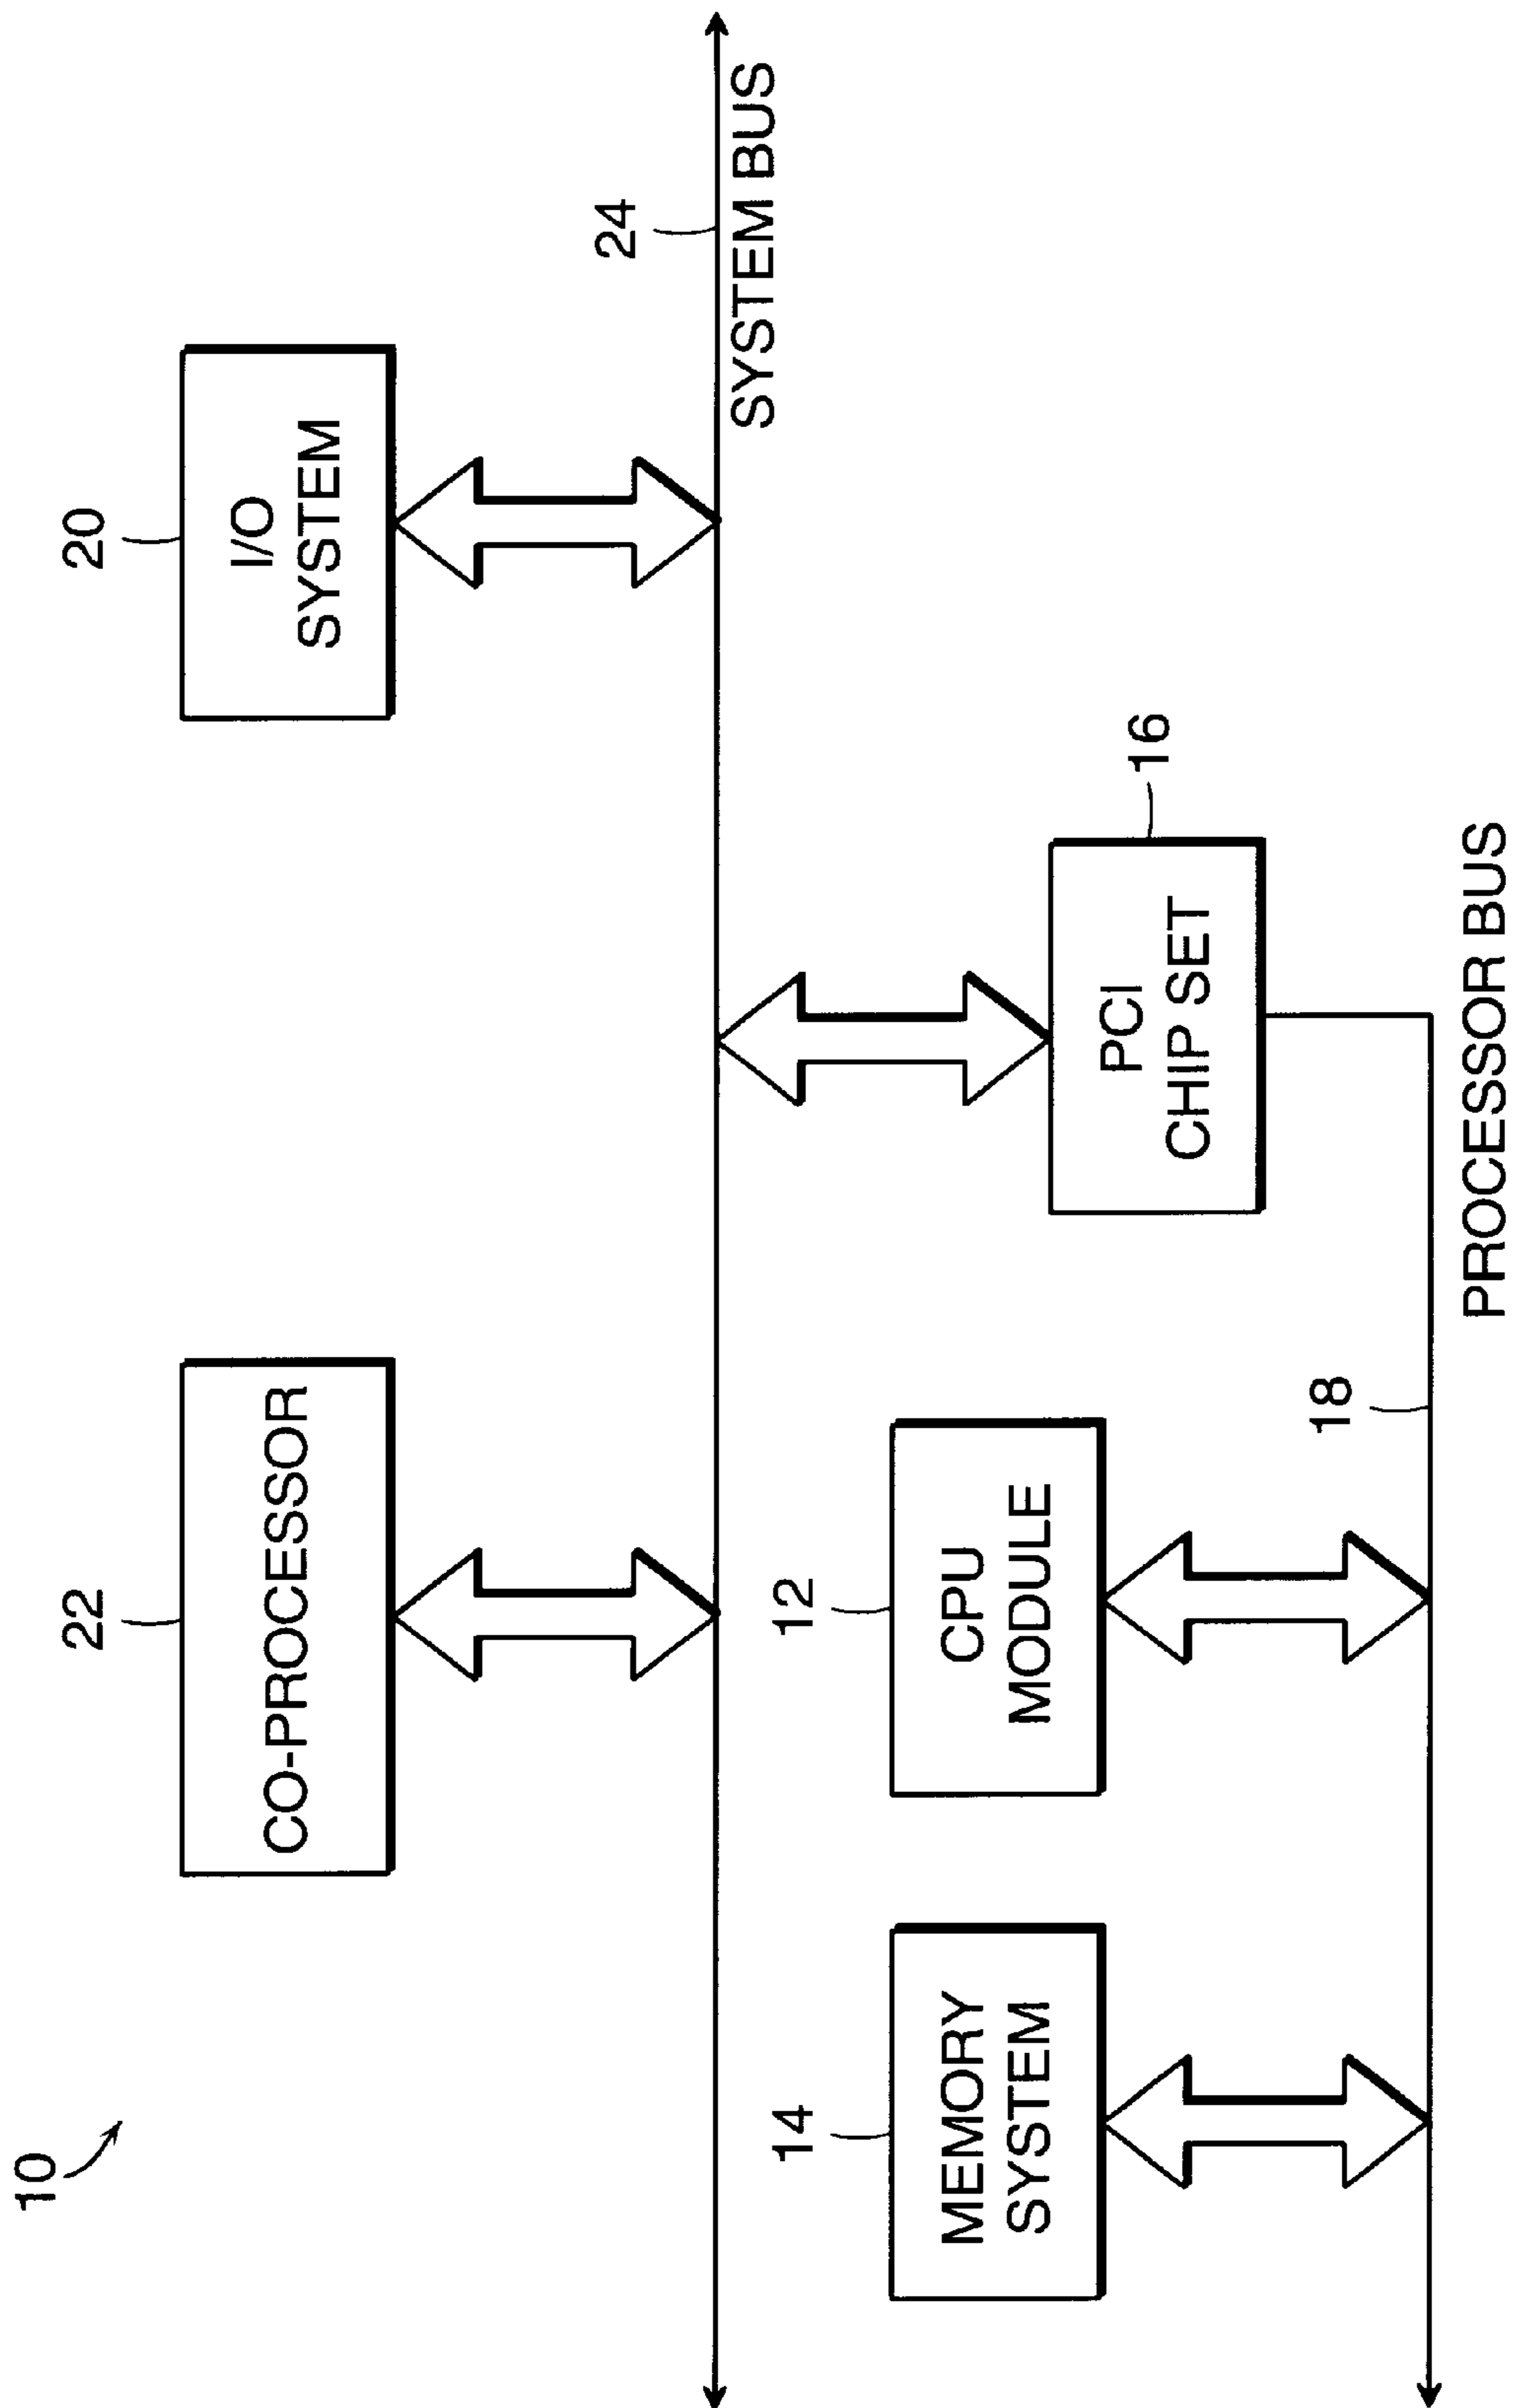 10
22
CO-PROCESSOR
20
I/O
SYSTEM
24
SYSTEM BUS
14
MEMORY
SYSTEM
12
CPU
MODULE
PCI
CHIP SET
16
18
PROCESSOR BUS